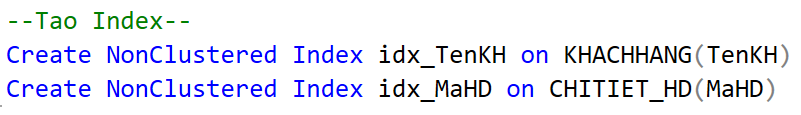 --Tao Index--
Create NonClustered Index idx_TenKH on KHACHHANG(TenKH)
Create NonClustered Index idx_MaHD on CHITIET_HD(MaHD)